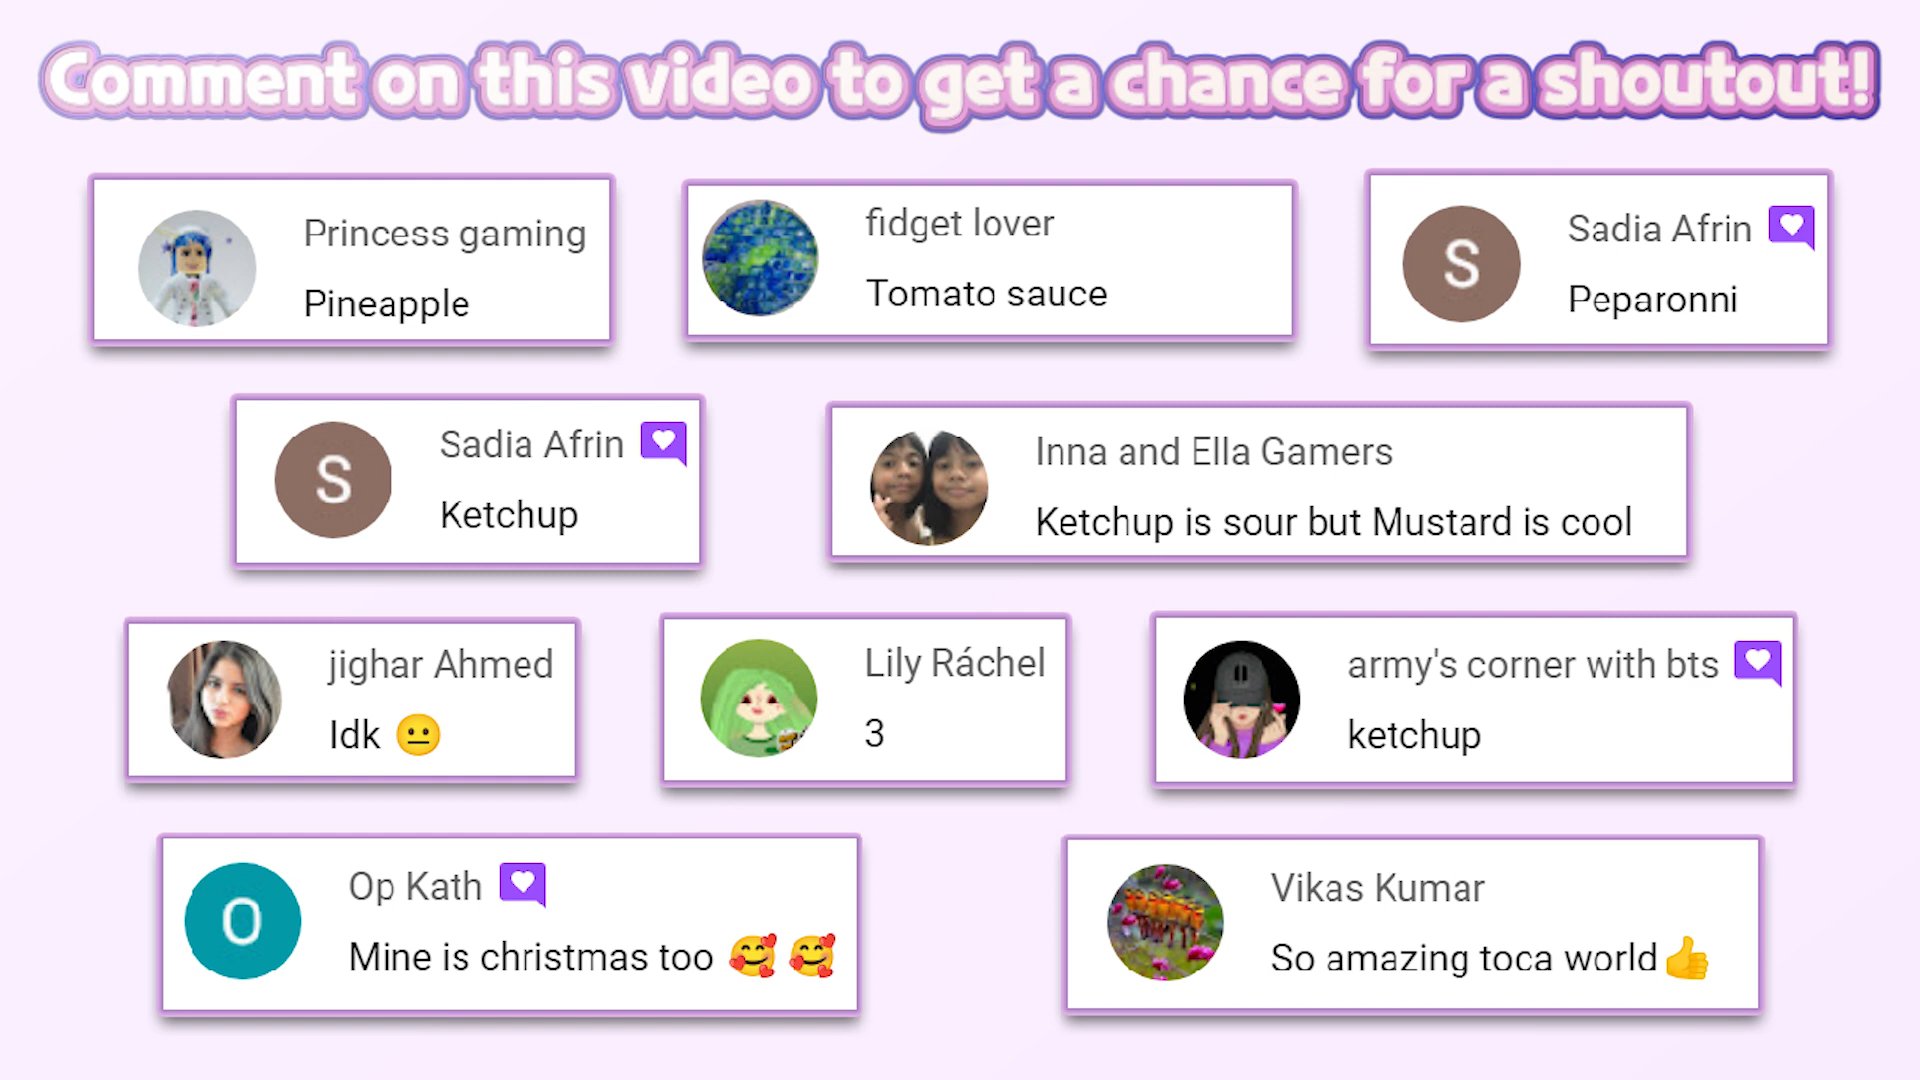 Comment on this video to get a chance for a shoutout!
Princess gaming
Pineapple
fidget lover
Tomato sauce
S
Sadia Afrin
Peparonni
S
Sadia Afrin
Ketchup
Inna and Ella Gamers
Ketchup is sour but Mustard is cool
jighar Ahmed
Idk 😐
Lily Ráchel
3
army's corner with bts
ketchup
O
Op Kath
Mine is christmas too 🥰 🥰
Vikas Kumar
So amazing toca world👍